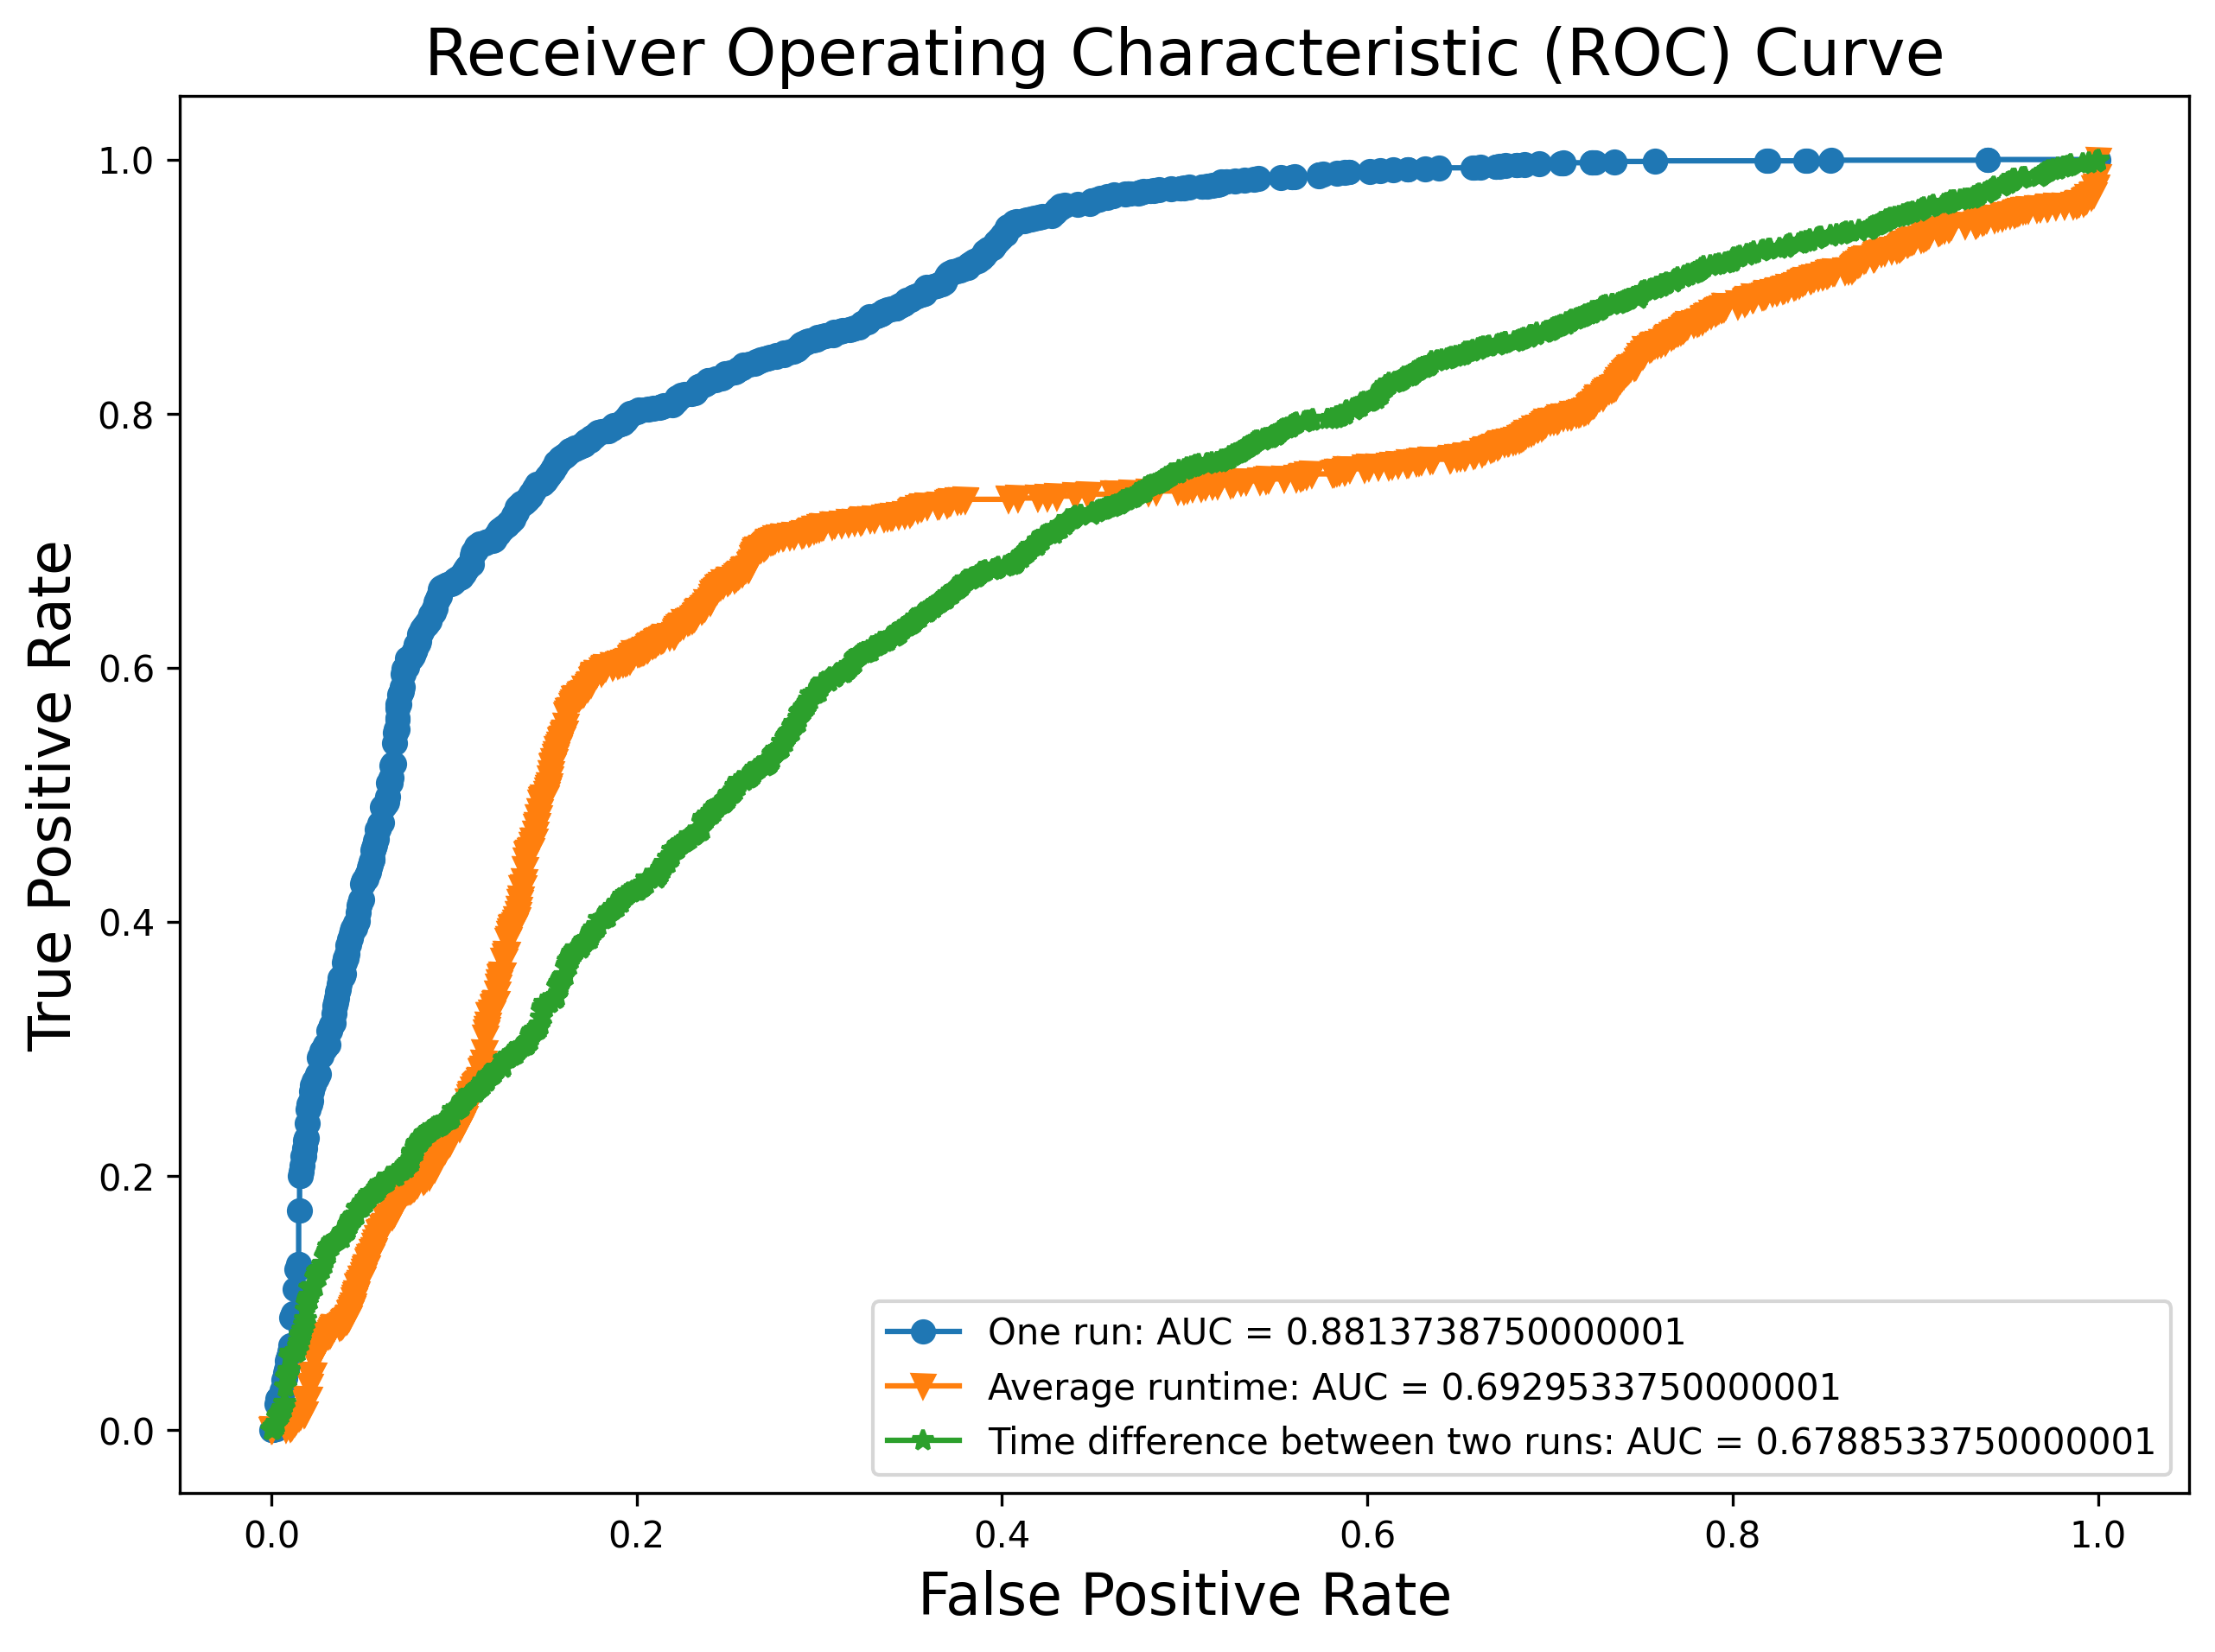 Receiver Operating Characteristic (ROC) Curve
True Positive Rate
1.0
0.8
0.6
0.4
0.2
0.0
One run: AUC = 0.8813738750000001
Average runtime: AUC = 0.6929533750000001
Time difference between two runs: AUC = 0.6788533750000001
0.0 0.2 0.4 0.6 0.8 1.0
False Positive Rate